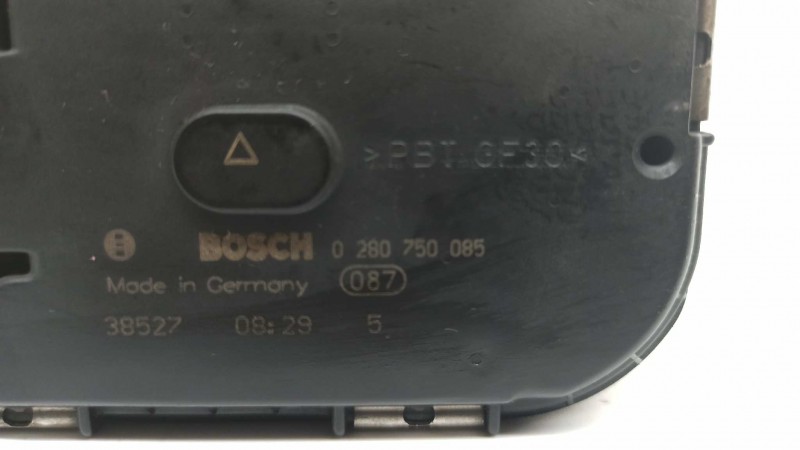 >PBT GF30<
BOSCH 0 280 750 085
Made in Germany 087
38527 08:29 5